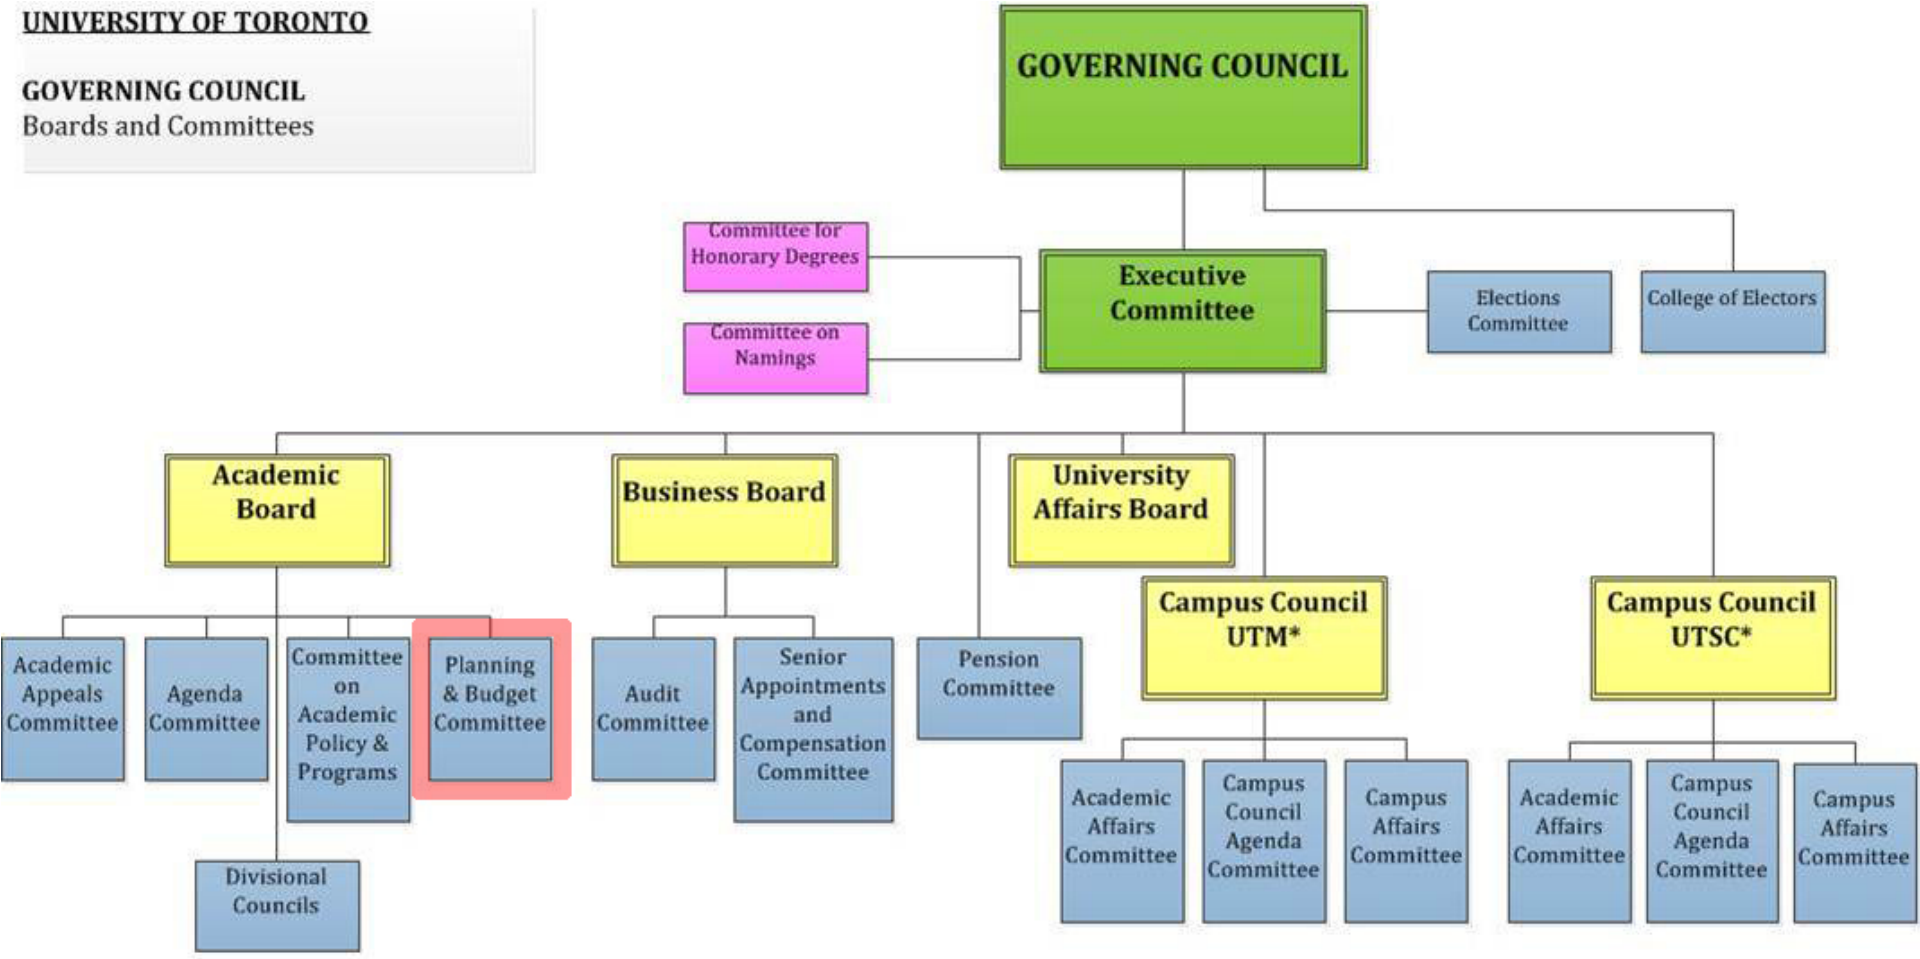 UNIVERSITY OF TORONTO
GOVERNING COUNCIL
Boards and Committees
GOVERNING COUNCIL
Committee for
Honorary Degrees
Committee on
Namings
Executive
Committee
Elections
Committee
College of Electors
Academic
Board
Business Board
University
Affairs Board
Campus Council
UTM*
Campus Council
UTSC*
Academic
Appeals
Committee
Agenda
Committee
Committee
on
Academic
Policy &
Programs
Planning
& Budget
Committee
Audit
Committee
Senior
Appointments
and
Compensation
Committee
Pension
Committee
Academic
Affairs
Committee
Campus
Council
Agenda
Committee
Campus
Affairs
Committee
Academic
Affairs
Committee
Campus
Council
Agenda
Committee
Campus
Affairs
Committee
Divisional
Councils